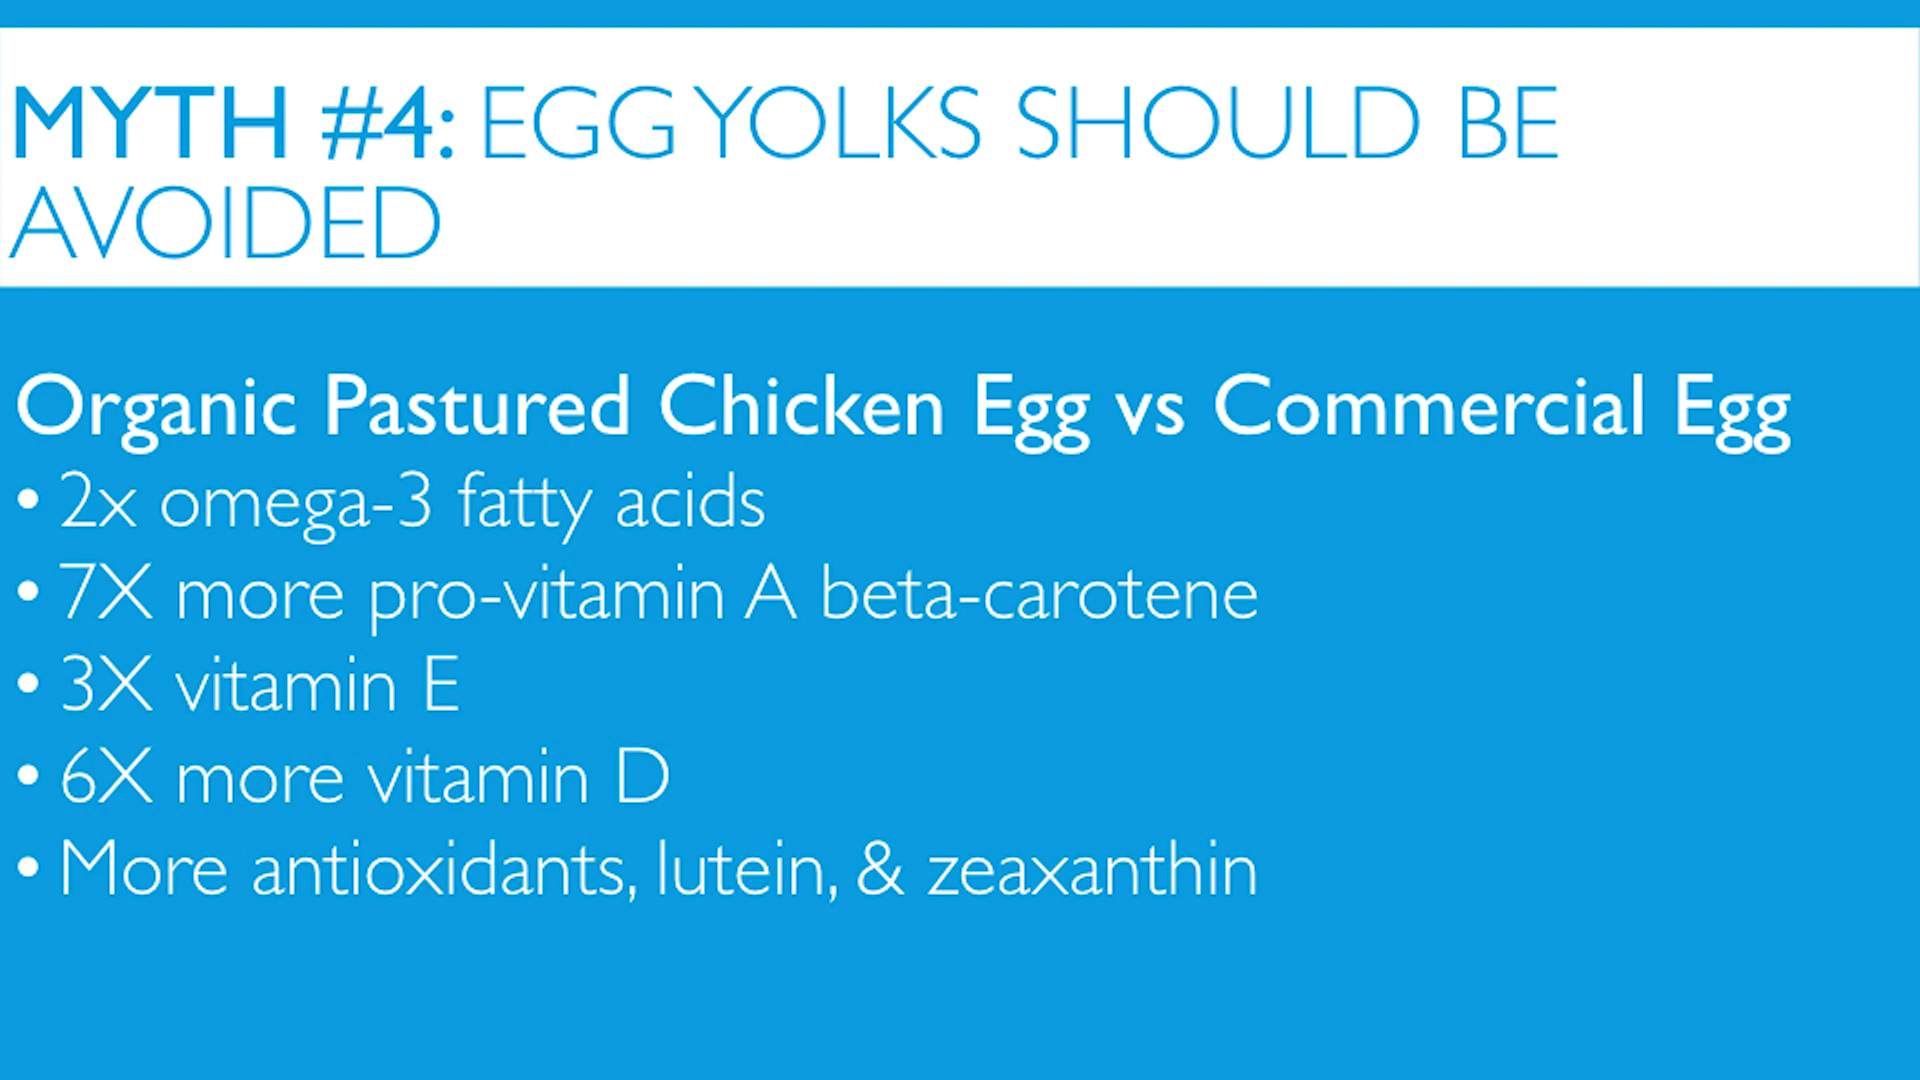 MYTH #4: EGG YOLKS SHOULD BE
AVOIDED
Organic Pastured Chicken Egg vs Commercial Egg
• 2x omega-3 fatty acids
• 7X more pro-vitamin A beta-carotene
• 3X vitamin E
• 6X more vitamin D
• More antioxidants, lutein, & zeaxanthin